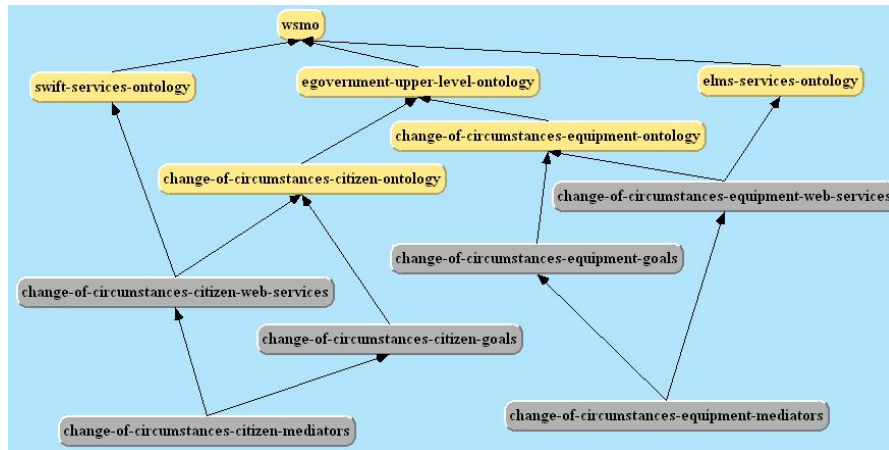 wsmo
swift-services-ontology
egovernment-upper-level-ontology
elms-services-ontology
change-of-circumstances-equipment-ontology
change-of-circumstances-citizen-ontology
change-of-circumstances-equipment-web-services
change-of-circumstances-equipment-goals
change-of-circumstances-citizen-web-services
change-of-circumstances-citizen-goals
change-of-circumstances-equipment-mediators
change-of-circumstances-citizen-mediators